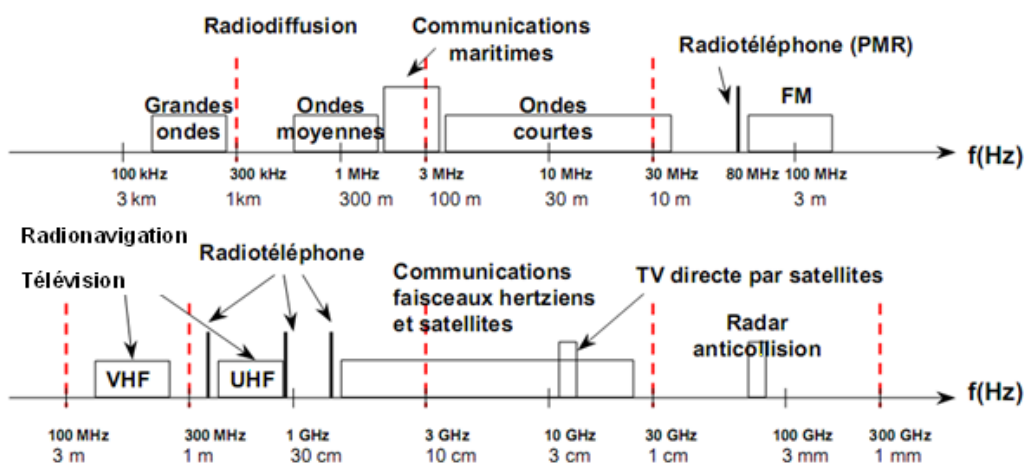 Radiodiffusion
Communications
maritimes
Radiotéléphone (PMR)
Grandes
ondes
Ondes
moyennes
Ondes
courtes
FM
f(Hz)
100 kHz 300 kHz 1 MHz 3 MHz 10 MHz 30 MHz 80 MHz 100 MHz
3 km 1km 300 m 100 m 30 m 10 m 3 m
Radionavigation
Télévision
Radiotéléphone
Communications
faisceaux hertziens
et satellites
TV directe par satellites
Radar
anticollision
VHF
UHF
f(Hz)
100 MHz 300 MHz 1 GHz 3 GHz 10 GHz 30 GHz 100 GHz 300 GHz
3 m 1 m 30 cm 10 cm 3 cm 1 cm 3 mm 1 mm